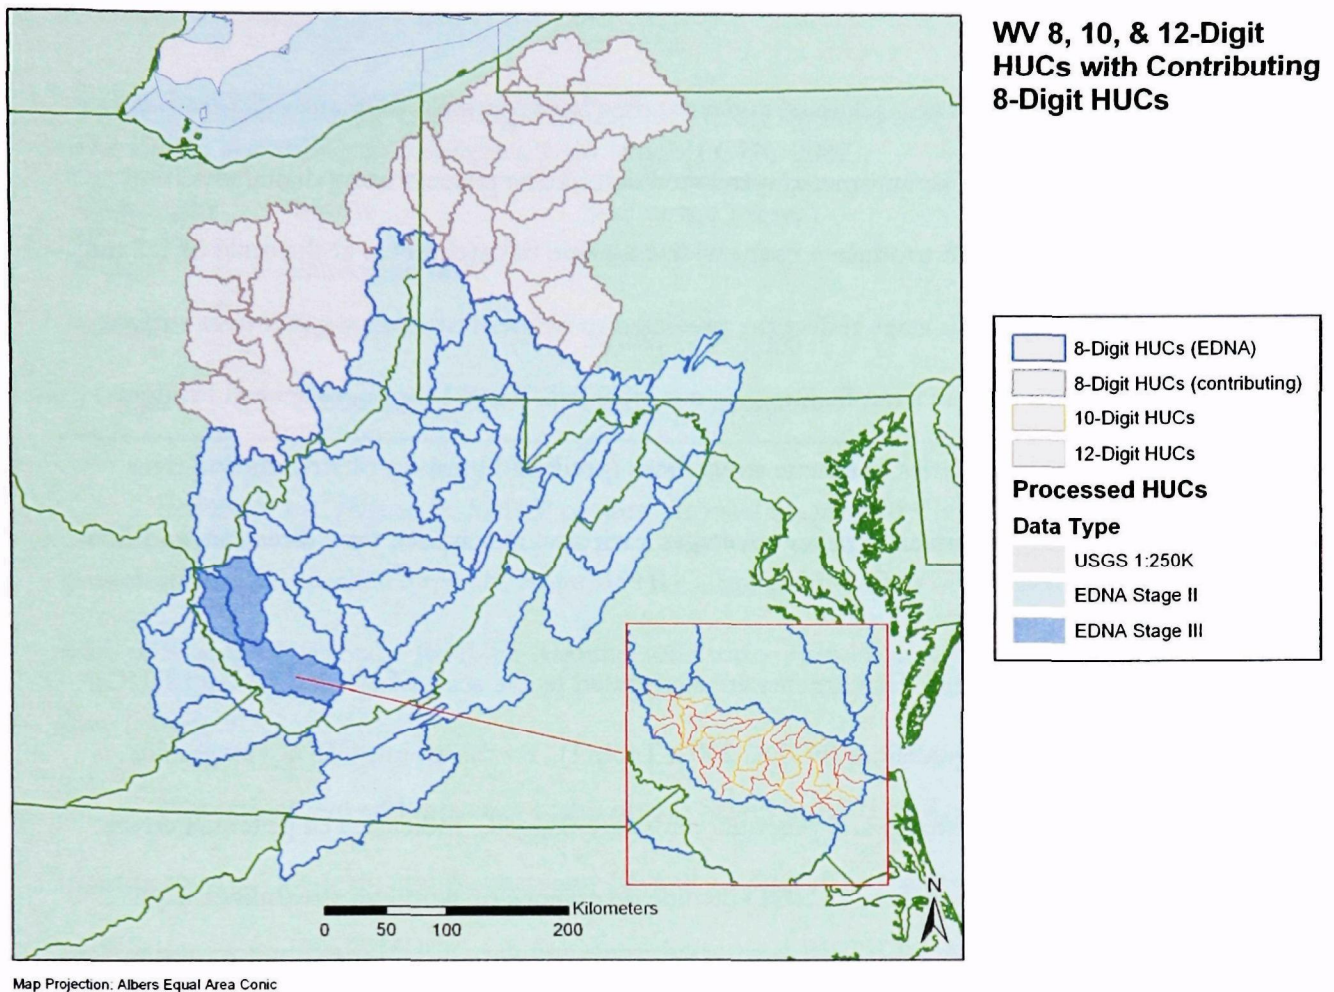 WV 8, 10, & 12-Digit
HUCs with Contributing
8-Digit HUCs
8-Digit HUCs (EDNA)
8-Digit HUCs (contributing)
10-Digit HUCs
12-Digit HUCs
Processed HUCs
Data Type
USGS 1:250K
EDNA Stage II
EDNA Stage III
N
Kilometers
0 50 100 200
Map Projection: Albers Equal Area Conic